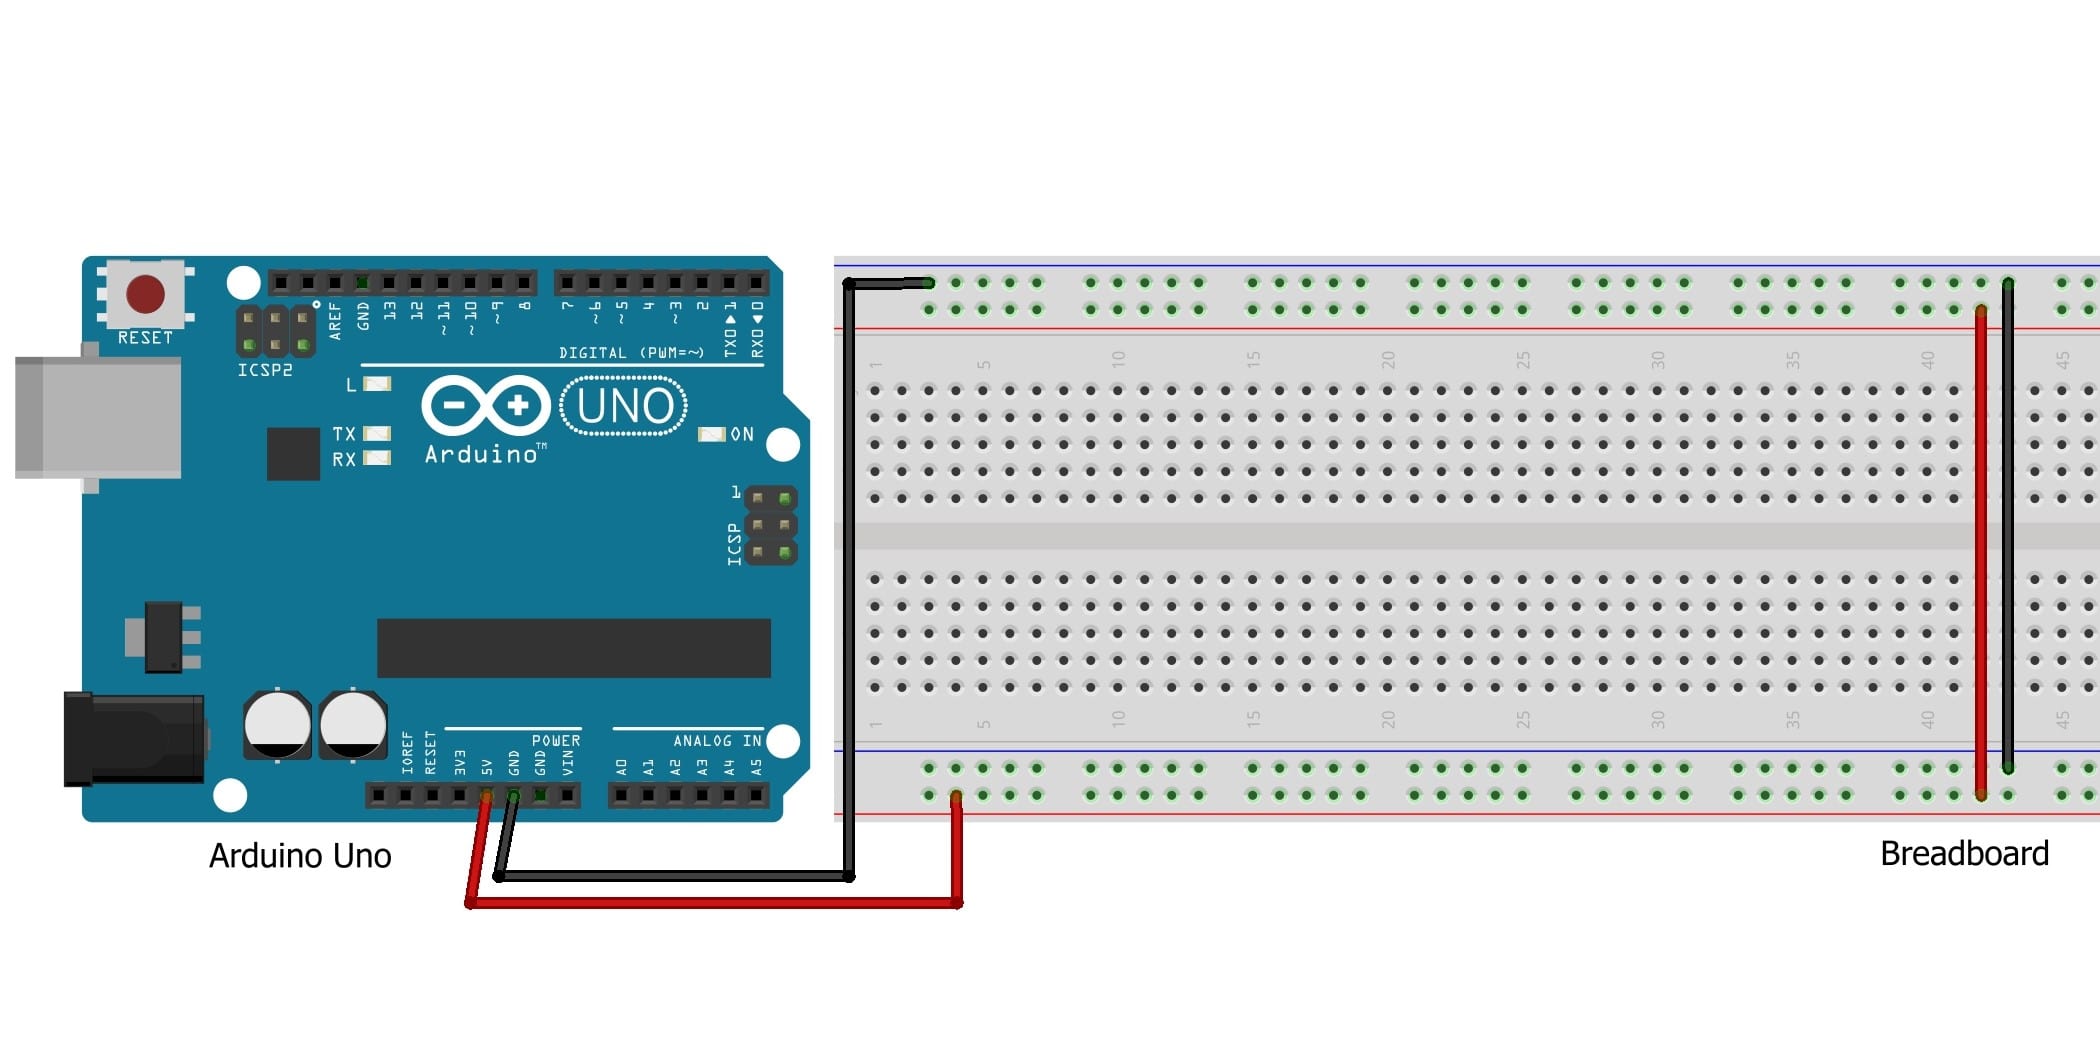 RESET
ICSP2
AREF
GND
13
12
~11
~10
~9
8
7
~6
~5
4
~3
2
TX0▶1
RX0◀0
DIGITAL (PWM=~)
L
TX
RX
UNO
Arduino™
ON
1
ICSP
IOREF
RESET
3V3
5V
GND
GND
VIN
POWER
A0
A1
A2
A3
A4
A5
ANALOG IN
Arduino Uno
1 5 10 15 20 25 30 35 40 45
1 5 10 15 20 25 30 35 40 45
Breadboard